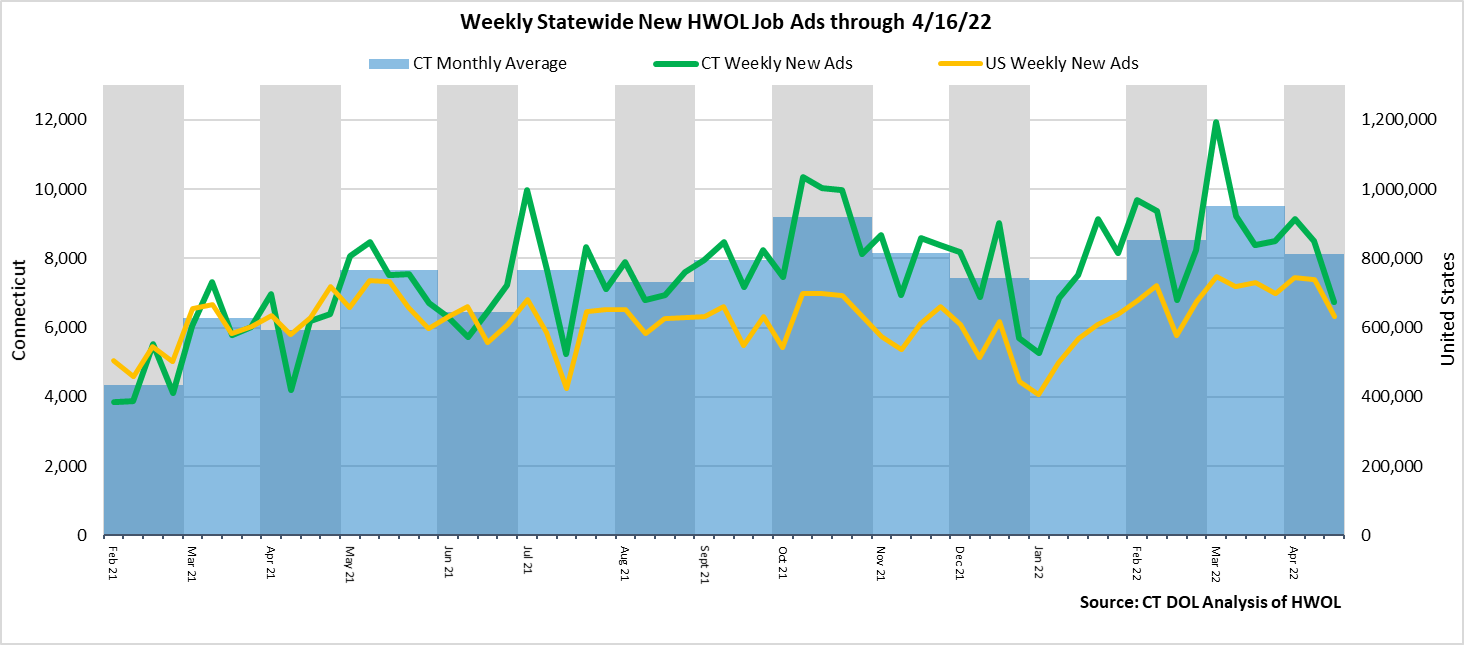 Weekly Statewide New HWOL Job Ads through 4/16/22
CT Monthly Average CT Weekly New Ads US Weekly New Ads
12,000 1,200,000
10,000 1,000,000
8,000 800,000
6,000 600,000
4,000 400,000
2,000 200,000
0 0
Connecticut
United States
Feb 21 Mar 21 Apr 21 May 21 Jun 21 Jul 21 Aug 21 Sept 21 Oct 21 Nov 21 Dec 21 Jan 22 Feb 22 Mar 22 Apr 22
Source: CT DOL Analysis of HWOL